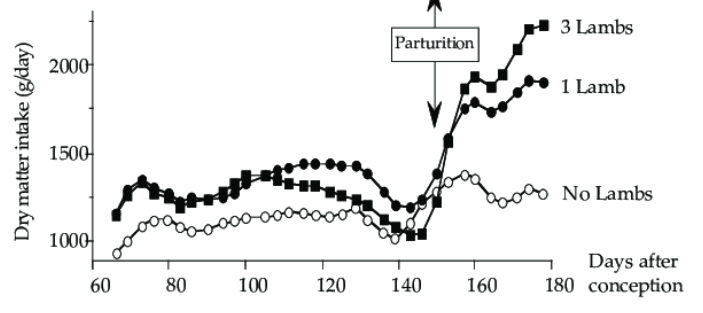 Parturition
3 Lambs
1 Lamb
No Lambs
Dry matter intake (g/day)
2000
1500
1000
60 80 100 120 140 160 180
Days after
conception